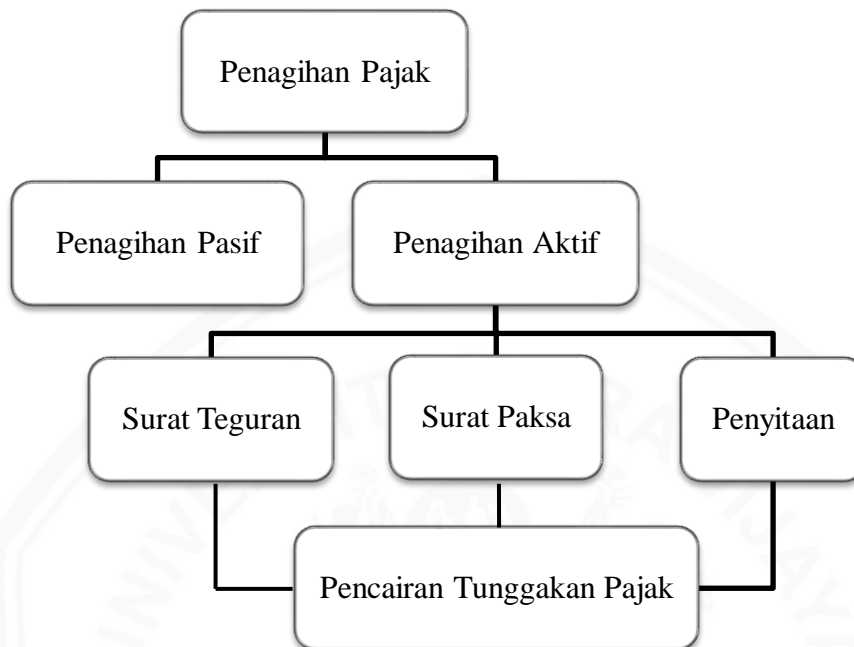 Penagihan Pajak
Penagihan Pasif
Penagihan Aktif
Surat Teguran
Surat Paksa
Penyitaan
Pencairan Tunggakan Pajak